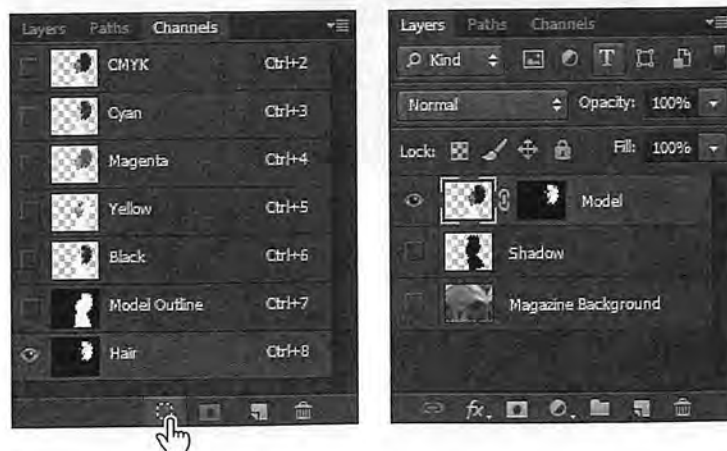 Layers Paths Channels
CMYK Ctrl+2
Cyan Ctrl+3
Magenta Ctrl+4
Yellow Ctrl+5
Black Ctrl+6
Model Outline Ctrl+7
Hair Ctrl+8
fx
Layers Paths Channels
Kind T
Normal Opacity: 100%
Lock: Fill: 100%
Model
Shadow
Magazine Background
fx